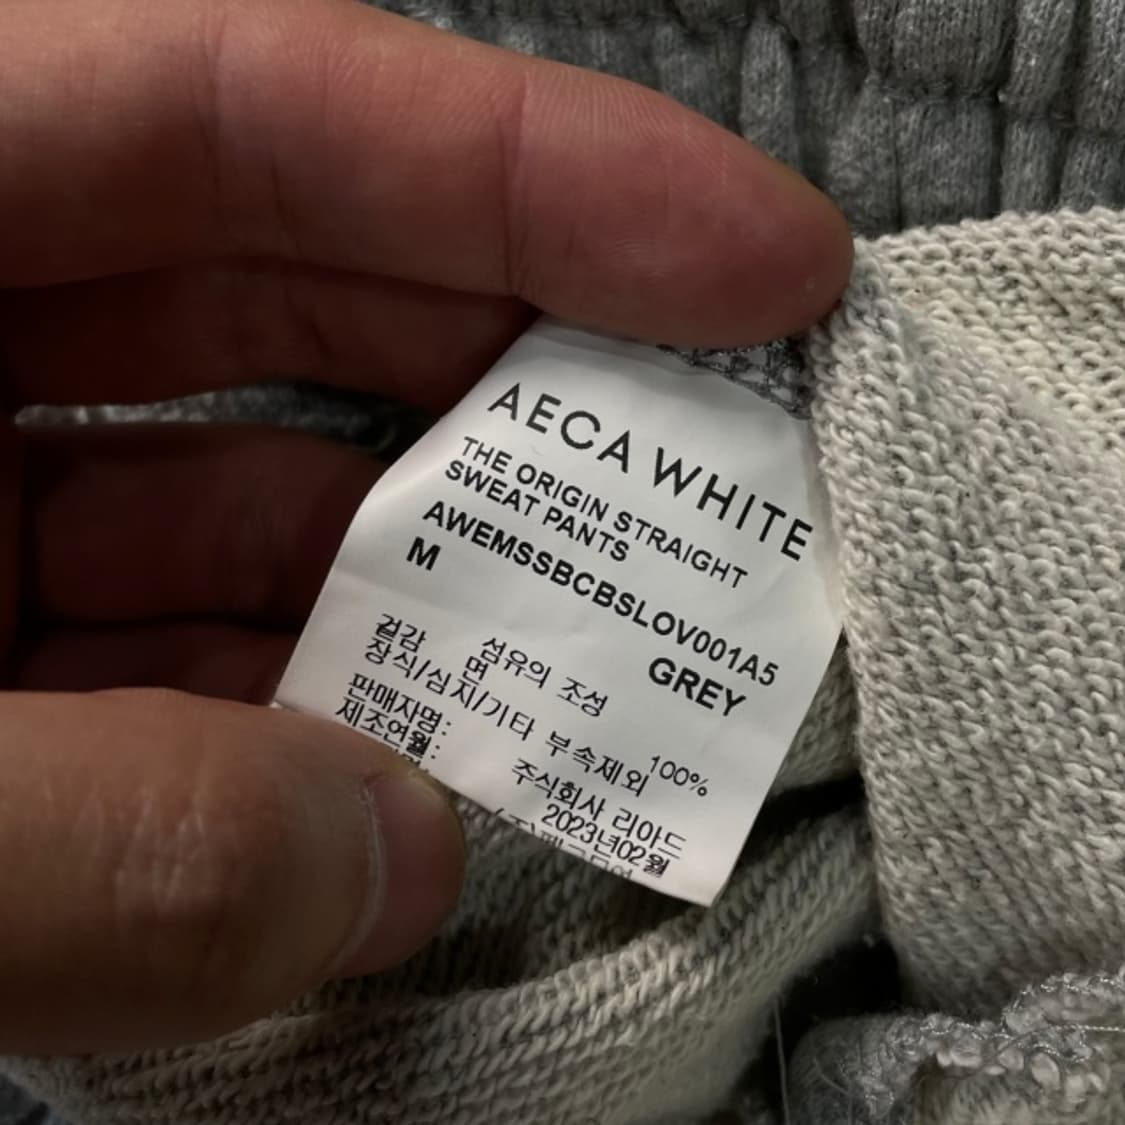 AECA WHITE
THE ORIGIN STRAIGHT
SWEAT PANTS
AWEMSSBCBSLOV001A5
M GREY
섬유의 조성
겉감 면 100%
장식/심지/기타 부속제외
판매자명: 주식회사 리아드
제조연월: 2023년02월